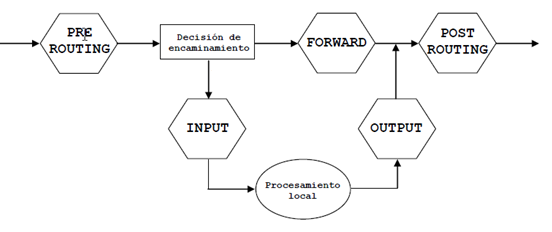 PRE
ROUTING
Decisión de
encaminamiento
FORWARD
POST
ROUTING
INPUT
OUTPUT
Procesamiento
local